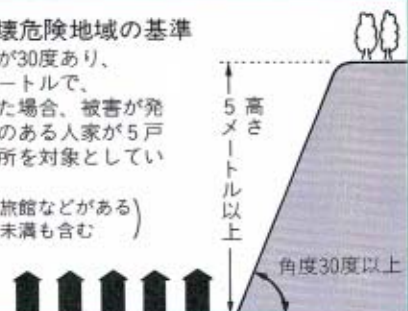 壊危険地域の基準
が30度あり、
ートルで、
た場合、被害が発
のある人家が5戸
所を対象としてい
旅館などがある
未満も含む)
高さ
5メートル以上
角度30度以上